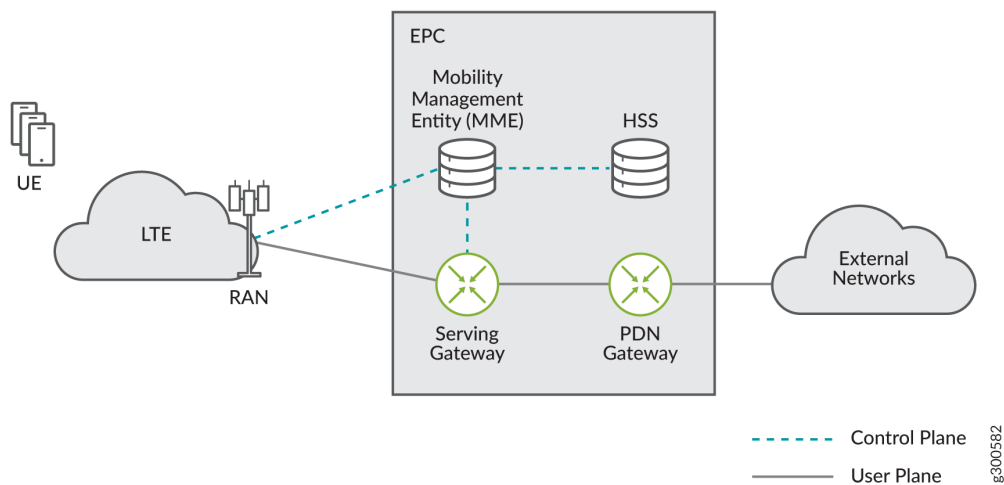 EPC
Mobility
Management
Entity (MME)
HSS
UE
LTE
RAN
External
Networks
Serving
Gateway
PDN
Gateway
Control Plane
User Plane
g300582